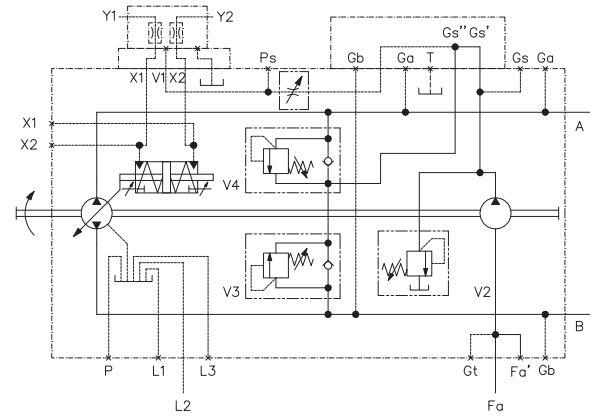 Y1 Y2
Gs'' Gs'
Ps Gb Ga T Gs Ga
X1 V1 X2
X1
A
X2
V4
V3 V2
B
P L1 L3 Gt Fa' Gb
L2 Fa